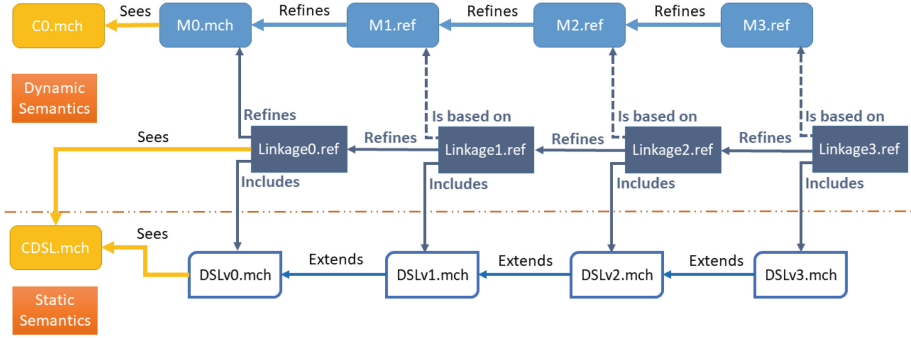 Sees
Refines
Refines
Refines
C0.mch
M0.mch
M1.ref
M2.ref
M3.ref
Dynamic
Semantics
Refines
Is based on
Is based on
Is based on
Sees
Linkage0.ref
Refines
Linkage1.ref
Refines
Linkage2.ref
Refines
Linkage3.ref
Includes
Includes
Includes
Includes
CDSL.mch
Sees
DSLv0.mch
Extends
DSLv1.mch
Extends
DSLv2.mch
Extends
DSLv3.mch
Static
Semantics